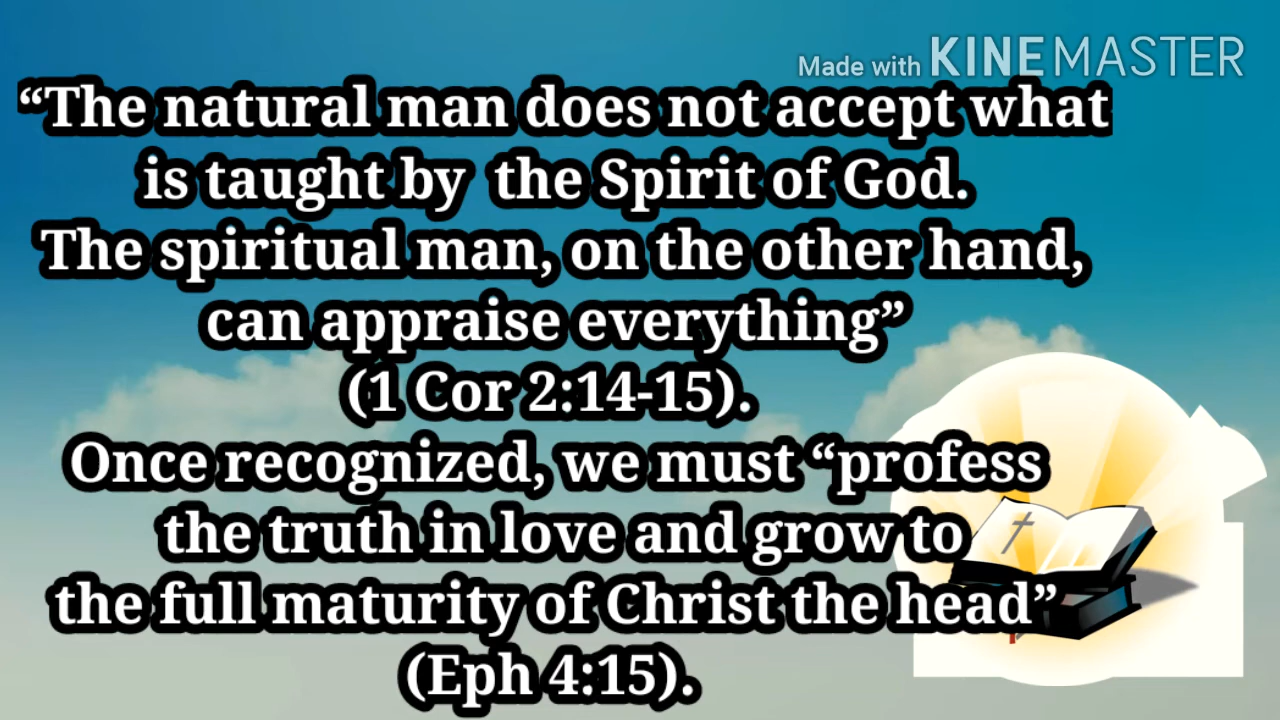 Made with KINEMASTER
“The natural man does not accept what
is taught by  the Spirit of God.
The spiritual man, on the other hand,
can appraise everything”
(1 Cor 2:14-15).
Once recognized, we must “profess
the truth in love and grow to
the full maturity of Christ the head”
(Eph 4:15).